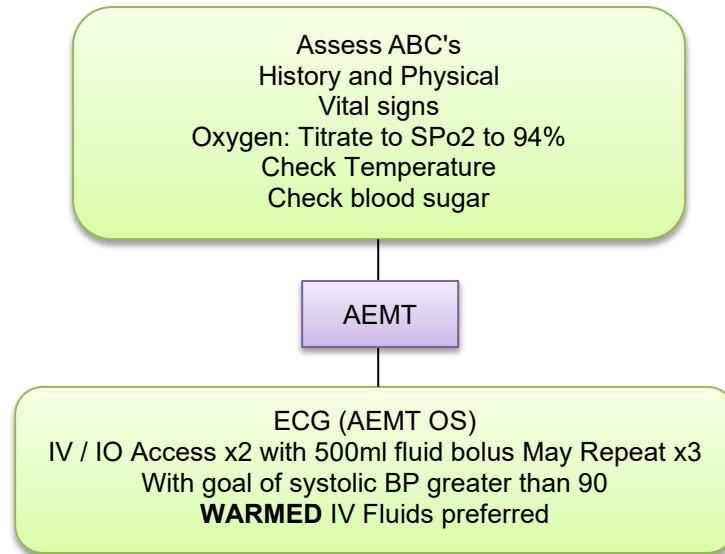 Assess ABC's
History and Physical
Vital signs
Oxygen: Titrate to SPo2 to 94%
Check Temperature
Check blood sugar
AEMT
ECG (AEMT OS)
IV / IO Access x2 with 500ml fluid bolus May Repeat x3
With goal of systolic BP greater than 90
WARMED IV Fluids preferred